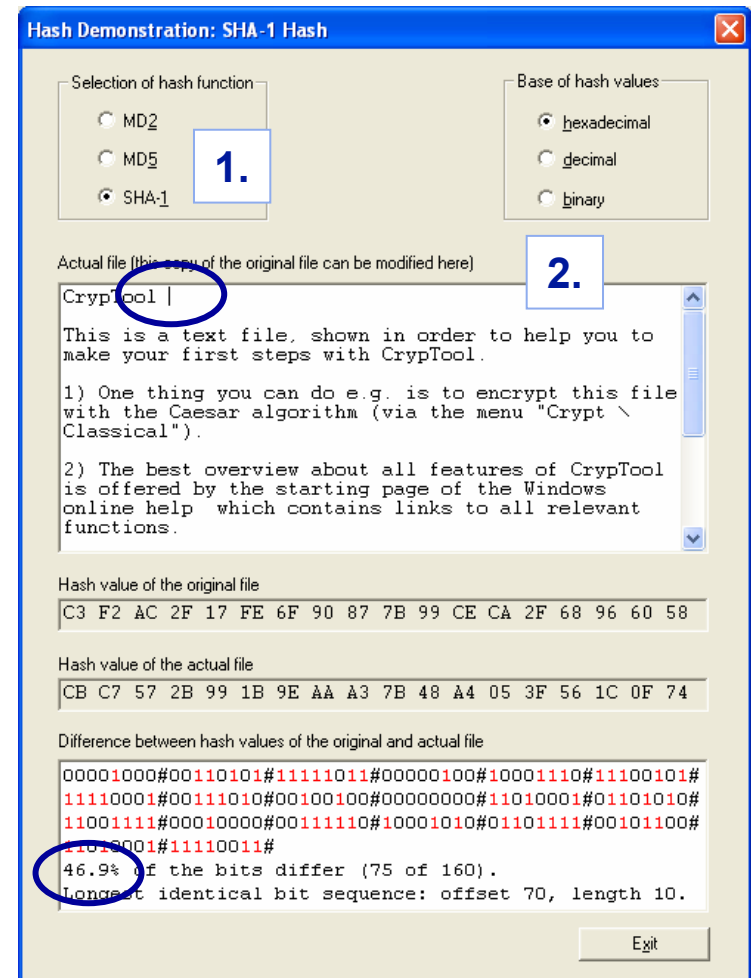 Hash Demonstration: SHA-1 Hash
Selection of hash function
Base of hash values
MD2
hexadecimal
MD5
1.
decimal
SHA-1
binary
Actual file (this copy of the original file can be modified here)
2.
CrypTool
This is a text file, shown in order to help you to
make your first steps with CrypTool.
1) One thing you can do e.g. is to encrypt this file
with the Caesar algorithm (via the menu "Crypt \
Classical").
2) The best overview about all features of CrypTool
is offered by the starting page of the Windows
online help which contains links to all relevant
functions.
Hash value of the original file
C3 F2 AC 2F 17 FE 6F 90 87 7B 99 CE CA 2F 68 96 60 58
Hash value of the actual file
CB C7 57 2B 99 1B 9E AA A3 7B 48 A4 05 3F 56 1C 0F 74
Difference between hash values of the original and actual file
00001000#00110101#11111011#00000100#10001110#11100101#
11110001#00111010#00100100#00000000#11010001#01101010#
11001111#00010000#00111110#10001010#01101111#00101100#
11010001#11110011#
46.9% of the bits differ (75 of 160).
Longest identical bit sequence: offset 70, length 10.
Exit